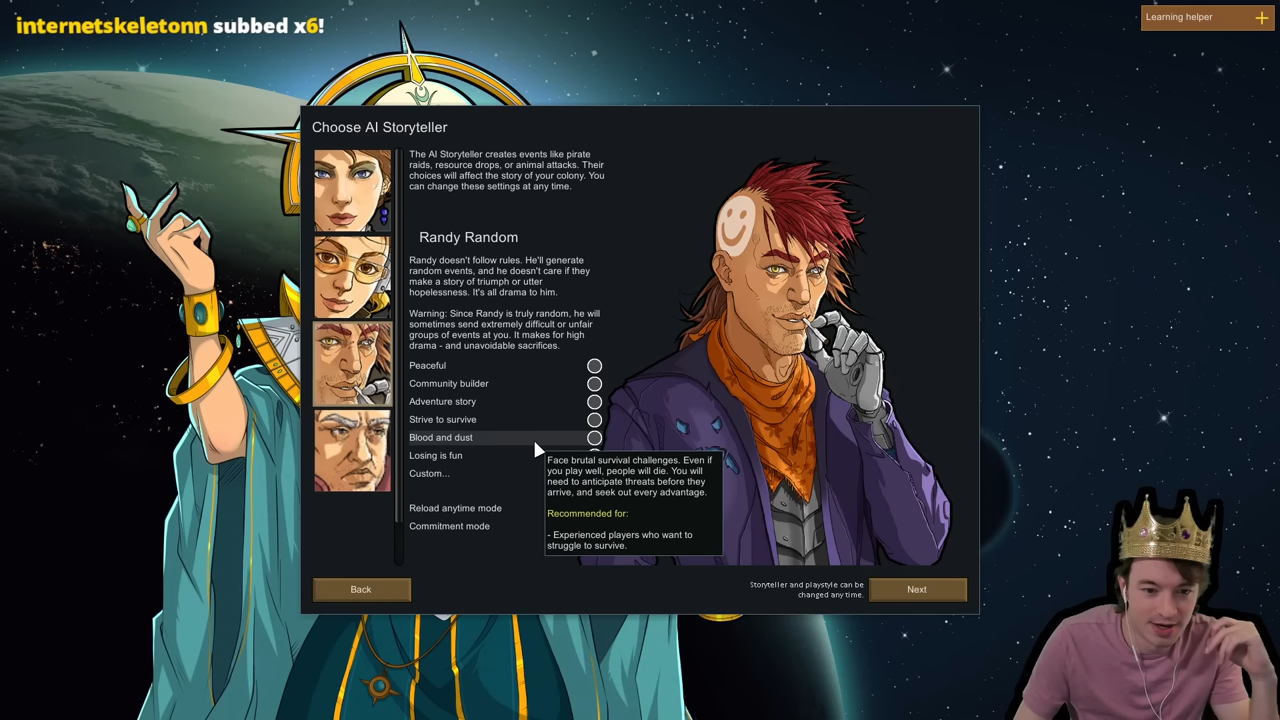 internetskeletonn subbed x6!
Learning helper
Choose AI Storyteller
The AI Storyteller creates events like pirate
raids, resource drops, or animal attacks. Their
choices will affect the story of your colony. You
can change these settings at any time.
Randy Random
Randy doesn't follow rules. He'll generate
random events, and he doesn't care if they
make a story of triumph or utter
hopelessness. It's all drama to him.
Warning: Since Randy is truly random, he will
sometimes send extremely difficult or unfair
groups of events at you. It makes for high
drama - and unavoidable sacrifices.
Peaceful
Community builder
Adventure story
Strive to survive
Blood and dust
Losing is fun
Custom...
Reload anytime mode
Commitment mode
Face brutal survival challenges. Even if
you play well, people will die. You will
need to anticipate threats before they
arrive, and seek out every advantage.
Recommended for:
- Experienced players who want to
struggle to survive.
Back
Storyteller and playstyle can be
changed any time.
Next